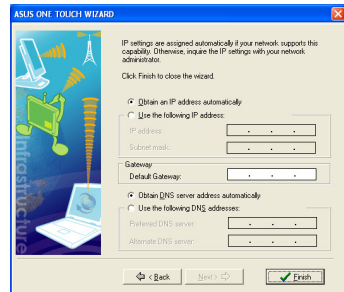 ASUS ONE TOUCH WIZARD
IP settings are assigned automatically if your network supports this
capability. Otherwise, inquire the IP settings with your network
administrator.
Click Finish to close the wizard.
Obtain an IP address automatically
Use the following IP address:
IP address:
Subnet mask:
Gateway
Default Gateway:
Obtain DNS server address automatically
Use the following DNS addresses:
Preferred DNS server:
Alternate DNS server:
Infrastructure
< Back
Next >
Finish